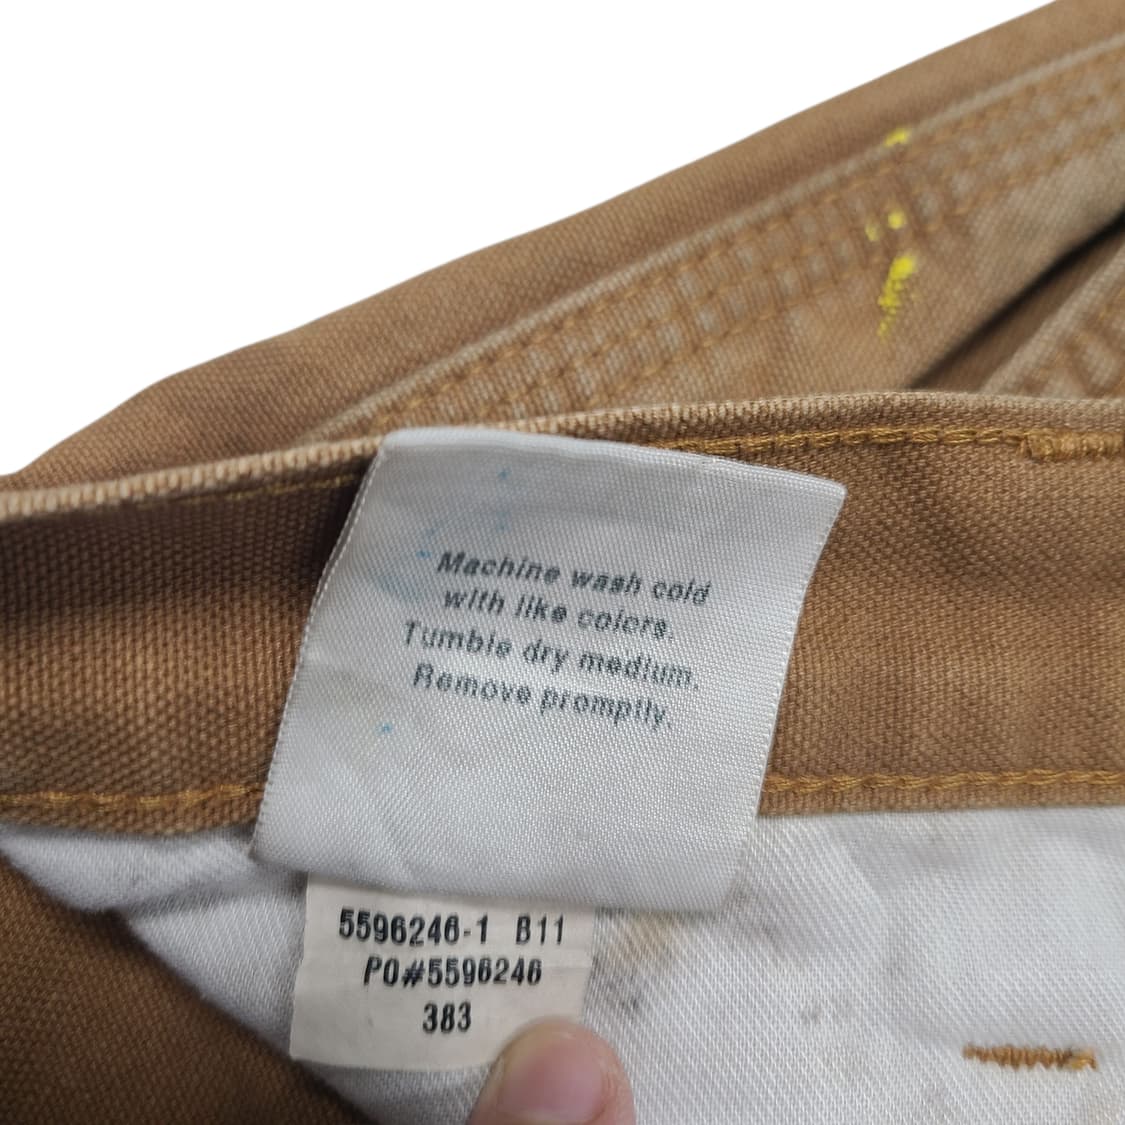 Machine wash cold
with like colors.
Tumble dry medium.
Remove promptly.
5596246-1 B11
PO#5596246
383